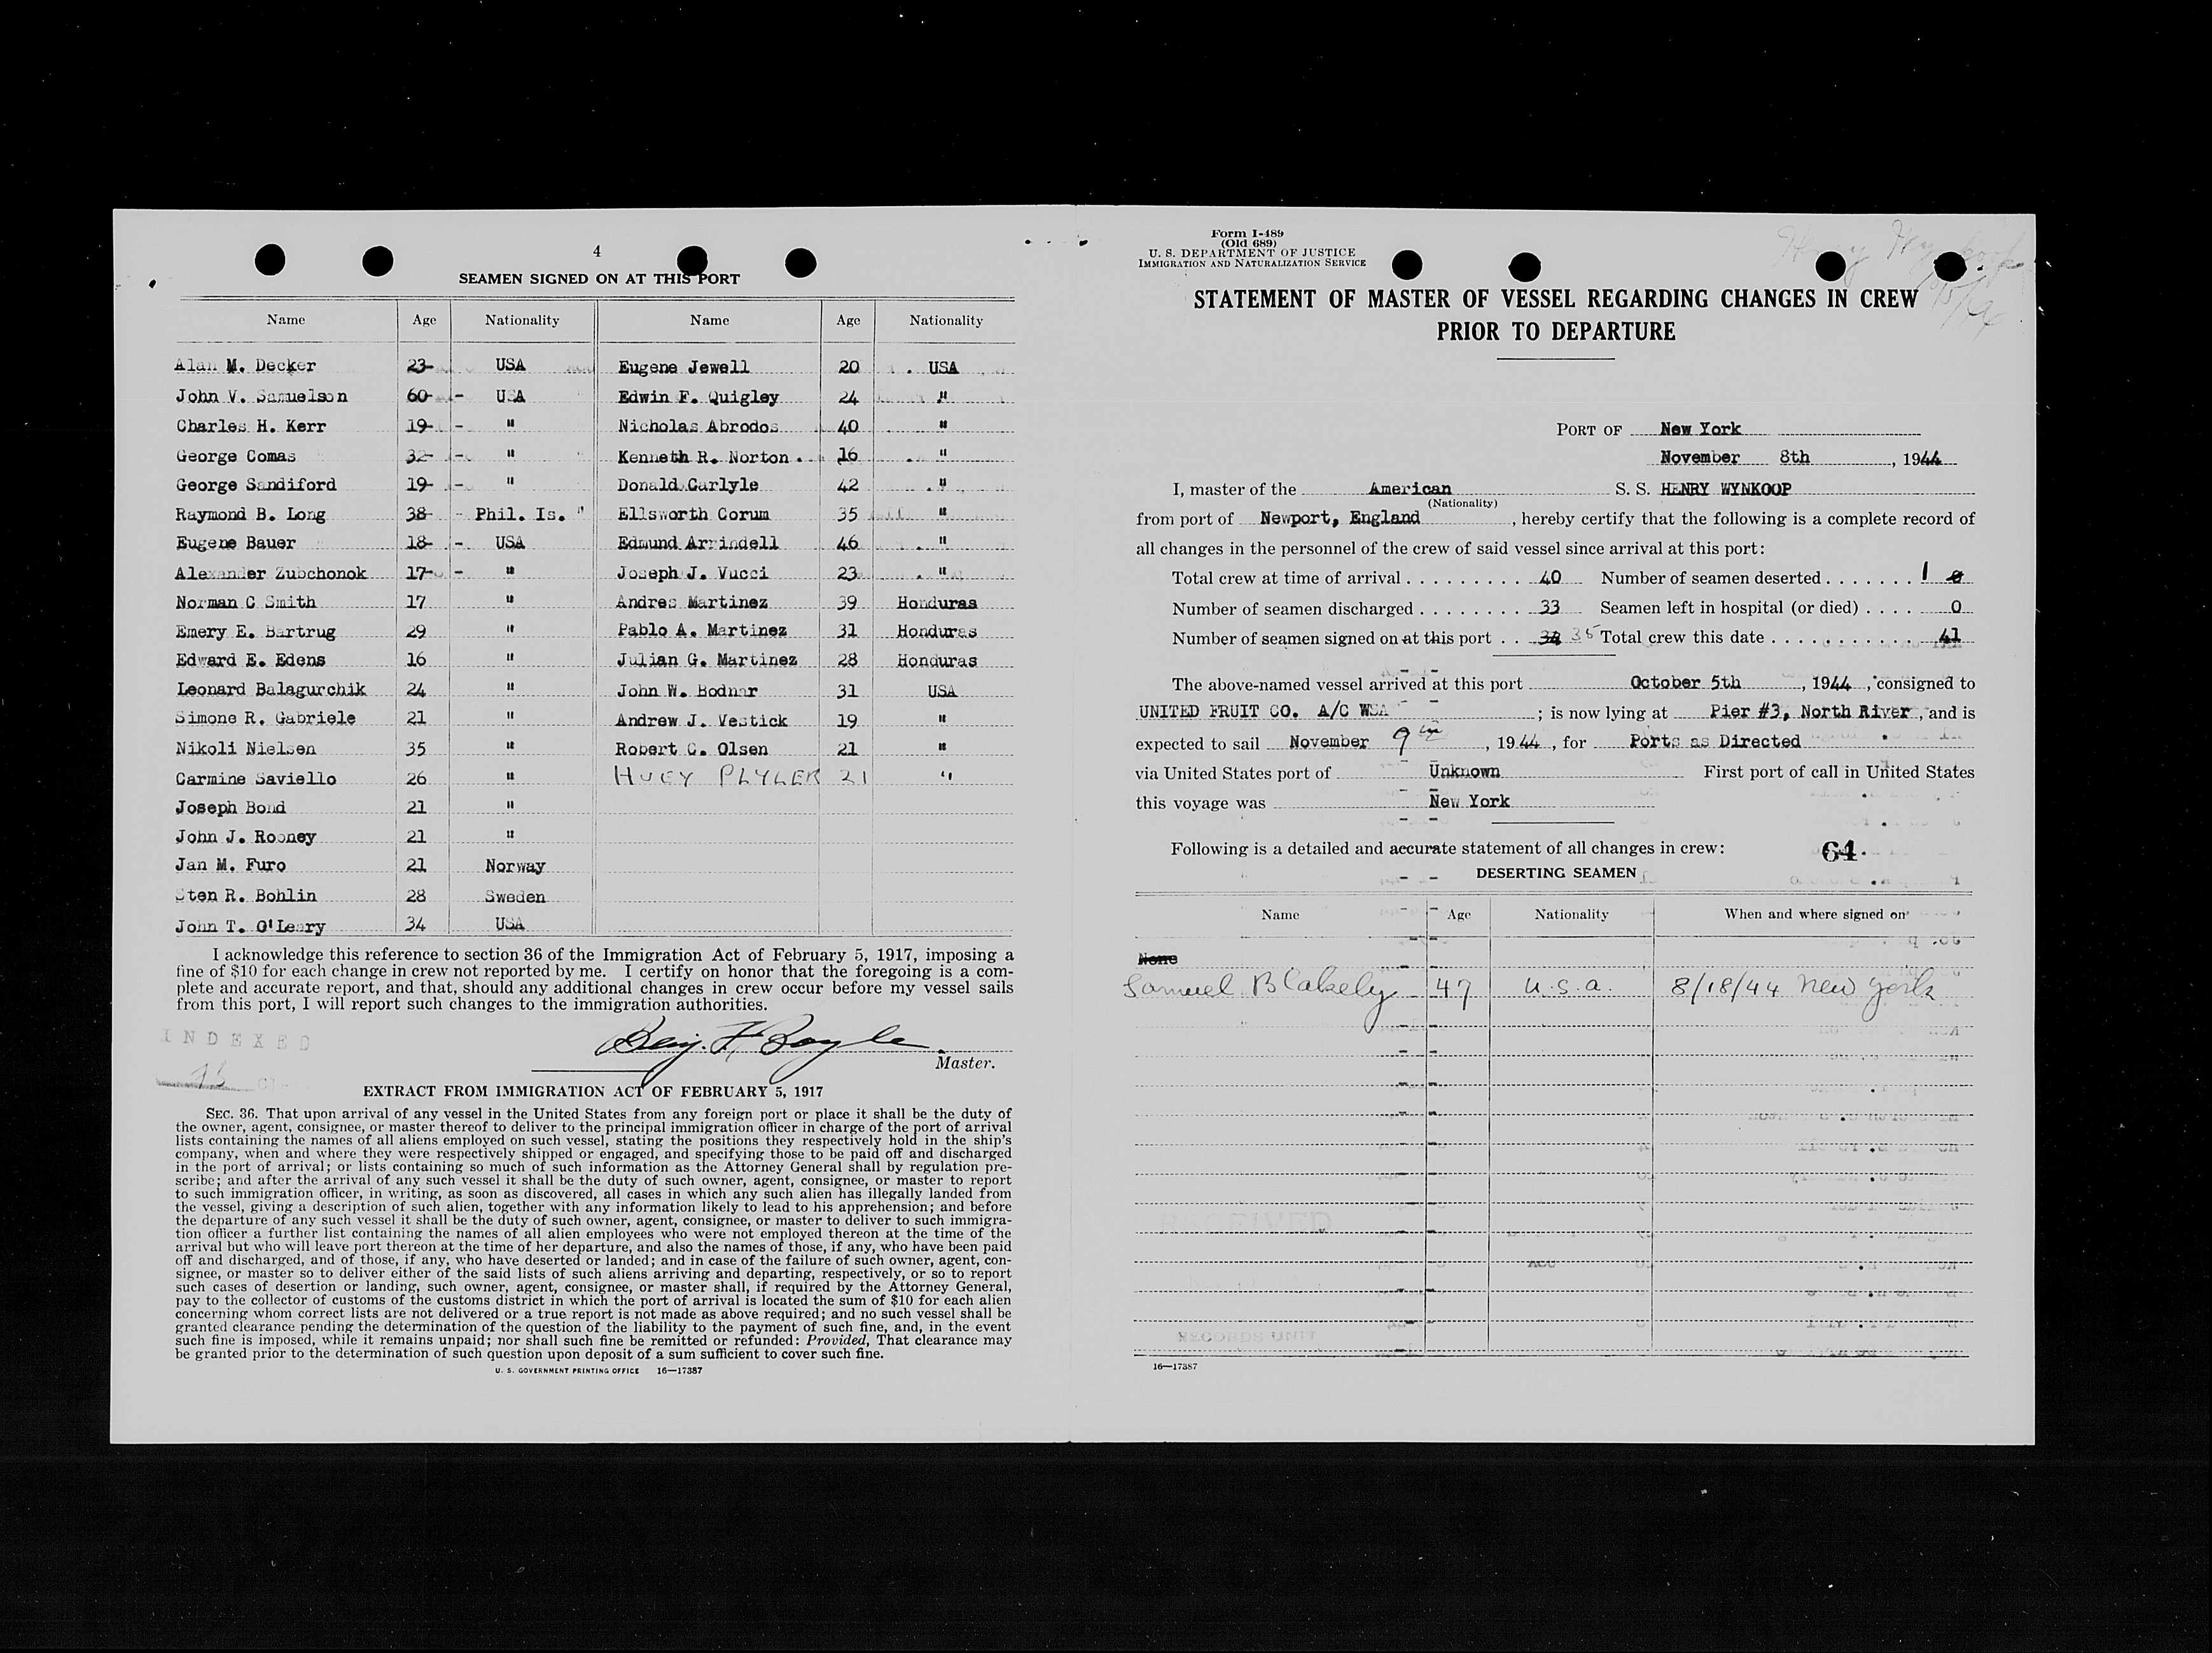 4
SEAMEN SIGNED ON AT THIS PORT
Name Age Nationality Name Age Nationality
Alan M. Decker 23 USA Eugene Jewell 20 USA
John V. Samuelson 60 - USA Edwin F. Quigley 24 "
Charles H. Kerr 19 - " Nicholas Abrodos 40 "
George Comas 32 - " Kenneth R. Norton 16 "
George Sandiford 19 - " Donald Carlyle 42 "
Raymond B. Long 38 - Phil. Is. " Ellsworth Corum 35 "
Eugene Bauer 18 - USA Edmund Arrindell 46 "
Alexander Zubchonok 17 - " Joseph J. Vucci 23 "
Norman C Smith 17 " Andres Martinez 39 Honduras
Emery E. Bartrug 29 " Pablo A. Martinez 31 Honduras
Edward E. Edens 16 " Julian G. Martinez 28 Honduras
Leonard Balagurchik 24 " John W. Bodnar 31 USA
Simone R. Gabriele 21 " Andrew J. Vestick 19 "
Nikoli Nielsen 35 " Robert C. Olsen 21 "
Carmine Saviello 26 " HUEY PLYLER 21 "
Joseph Bond 21 "
John J. Rooney 21 "
Jan M. Furo 21 Norway
Sten R. Bohlin 28 Sweden
John T. O'Leary 34 USA
I acknowledge this reference to section 36 of the Immigration Act of February 5, 1917, imposing a
fine of $10 for each change in crew not reported by me. I certify on honor that the foregoing is a com-
plete and accurate report, and that, should any additional changes in crew occur before my vessel sails
from this port, I will report such changes to the immigration authorities.
INDEXED
Benj. F. Boyle
Master.
EXTRACT FROM IMMIGRATION ACT OF FEBRUARY 5, 1917
SEC. 36. That upon arrival of any vessel in the United States from any foreign port or place it shall be the duty of
the owner, agent, consignee, or master thereof to deliver to the principal immigration officer in charge of the port of arrival
lists containing the names of all aliens employed on such vessel, stating the positions they respectively hold in the ship's
company, when and where they were respectively shipped or engaged, and specifying those to be paid off and discharged
in the port of arrival; or lists containing so much of such information as the Attorney General shall by regulation pre-
scribe; and after the arrival of any such vessel it shall be the duty of such owner, agent, consignee, or master to report
to such immigration officer, in writing, as soon as discovered, all cases in which any such alien has illegally landed from
the vessel, giving a description of such alien, together with any information likely to lead to his apprehension; and before
the departure of any such vessel it shall be the duty of such owner, agent, consignee, or master to deliver to such immigra-
tion officer a further list containing the names of all alien employees who were not employed thereon at the time of the
arrival but who will leave port thereon at the time of her departure, and also the names of those, if any, who have been paid
off and discharged, and of those, if any, who have deserted or landed; and in case of the failure of such owner, agent, con-
signee, or master so to deliver either of the said lists of such aliens arriving and departing, respectively, or so to report
such cases of desertion or landing, such owner, agent, consignee, or master shall, if required by the Attorney General,
pay to the collector of customs of the customs district in which the port of arrival is located the sum of $10 for each alien
concerning whom correct lists are not delivered or a true report is not made as above required; and no such vessel shall be
granted clearance pending the determination of the question of the liability to the payment of such fine, and, in the event
such fine is imposed, while it remains unpaid; nor shall such fine be remitted or refunded: Provided, That clearance may
be granted prior to the determination of such question upon deposit of a sum sufficient to cover such fine.
U. S. GOVERNMENT PRINTING OFFICE 16—17387
Form I-489
(Old 689)
U. S. DEPARTMENT OF JUSTICE
IMMIGRATION AND NATURALIZATION SERVICE
Henry Wynkoop
STATEMENT OF MASTER OF VESSEL REGARDING CHANGES IN CREW
PRIOR TO DEPARTURE
PORT OF New York
November 8th, 1944
I, master of the American S. S. HENRY WYNKOOP
(Nationality)
from port of Newport, England, hereby certify that the following is a complete record of
all changes in the personnel of the crew of said vessel since arrival at this port:
Total crew at time of arrival . . . . . . . . . . 40 Number of seamen deserted . . . . . . . 1 0
Number of seamen discharged . . . . . . . . . 33 Seamen left in hospital (or died) . . . . 0
Number of seamen signed on at this port . . 34 35 Total crew this date . . . . . . . . . . . 41
The above-named vessel arrived at this port October 5th, 1944, consigned to
UNITED FRUIT CO. A/C WSA ; is now lying at Pier #3, North River, and is
expected to sail November 9th, 1944, for Ports as Directed
via United States port of Unknown First port of call in United States
this voyage was New York
Following is a detailed and accurate statement of all changes in crew: 64.
DESERTING SEAMEN
Name Age Nationality When and where signed on
None
Samuel Blakely 47 U.S.A. 8/18/44 New York
RECEIVED
RECORDS UNIT
16—17387